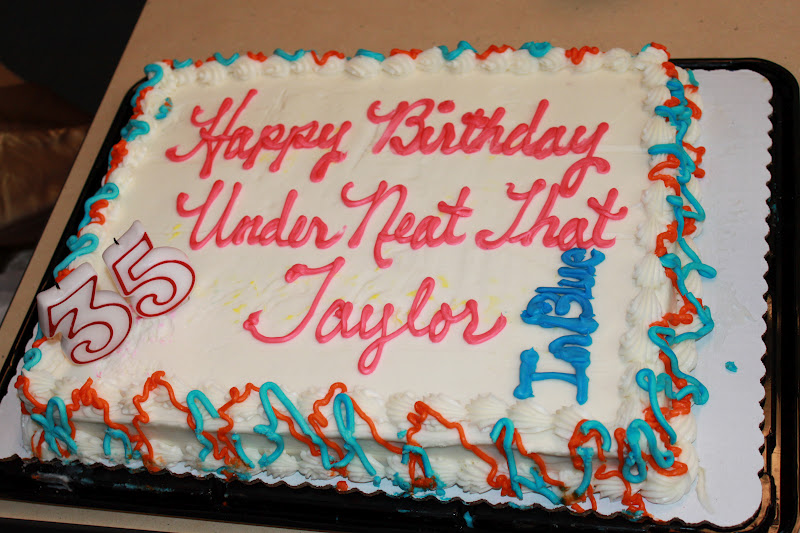 Happy Birthday
Under Neat That
Taylor
In Blue
35